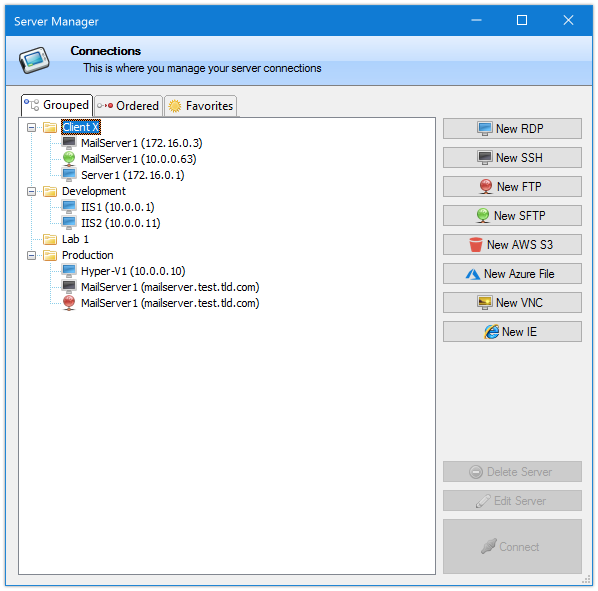 Server Manager
Connections
This is where you manage your server connections
Grouped
Ordered
Favorites
Client X
MailServer1 (172.16.0.3)
MailServer1 (10.0.0.63)
Server1 (172.16.0.1)
Development
IIS1 (10.0.0.1)
IIS2 (10.0.0.11)
Lab 1
Production
Hyper-V1 (10.0.0.10)
MailServer1 (mailserver.test.tld.com)
MailServer1 (mailserver.test.tld.com)
New RDP
New SSH
New FTP
New SFTP
New AWS S3
New Azure File
New VNC
New IE
Delete Server
Edit Server
Connect